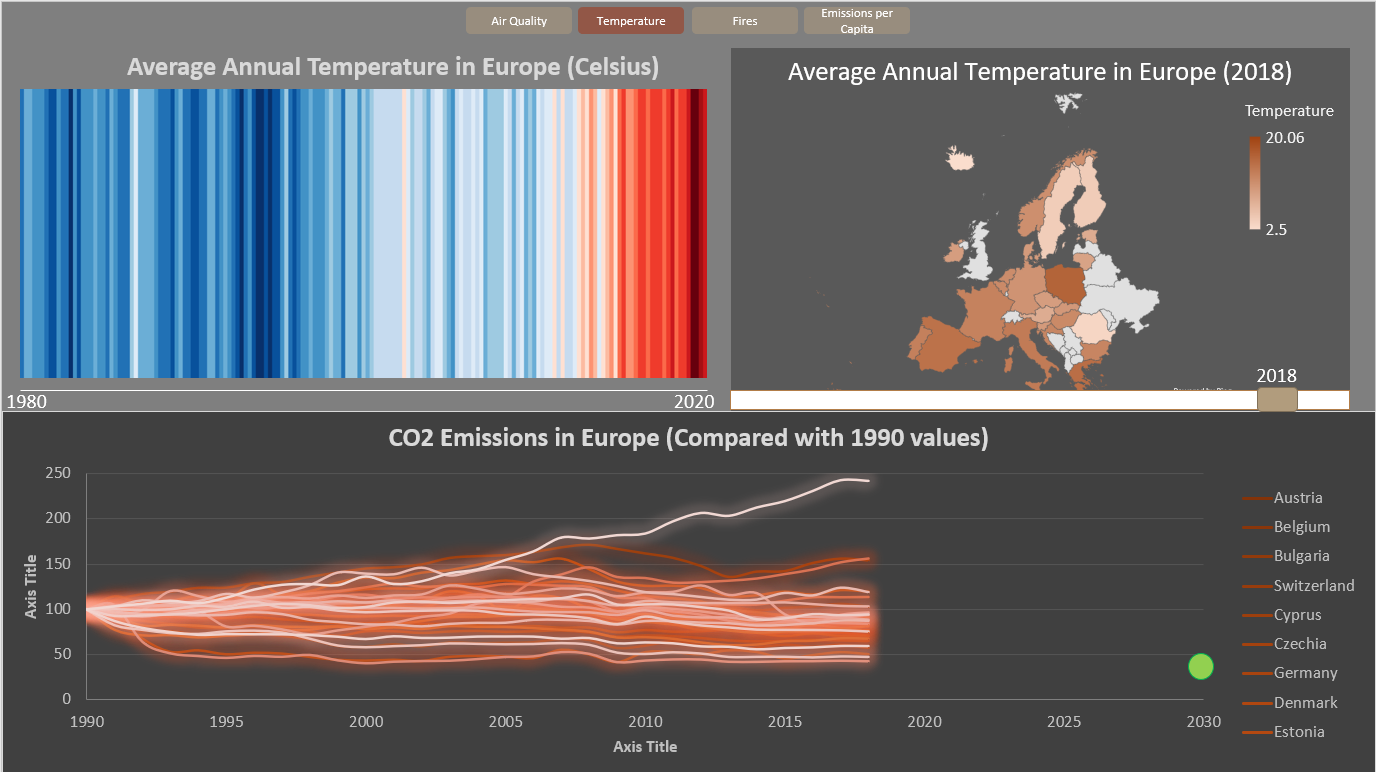 Air Quality
Temperature
Fires
Emissions per
Capita
Average Annual Temperature in Europe (Celsius)
1980
2020
Average Annual Temperature in Europe (2018)
Temperature
20.06
2.5
2018
CO2 Emissions in Europe (Compared with 1990 values)
Axis Title
250
200
150
100
50
0
1990
1995
2000
2005
2010
2015
2020
2025
2030
Axis Title
Austria
Belgium
Bulgaria
Switzerland
Cyprus
Czechia
Germany
Denmark
Estonia